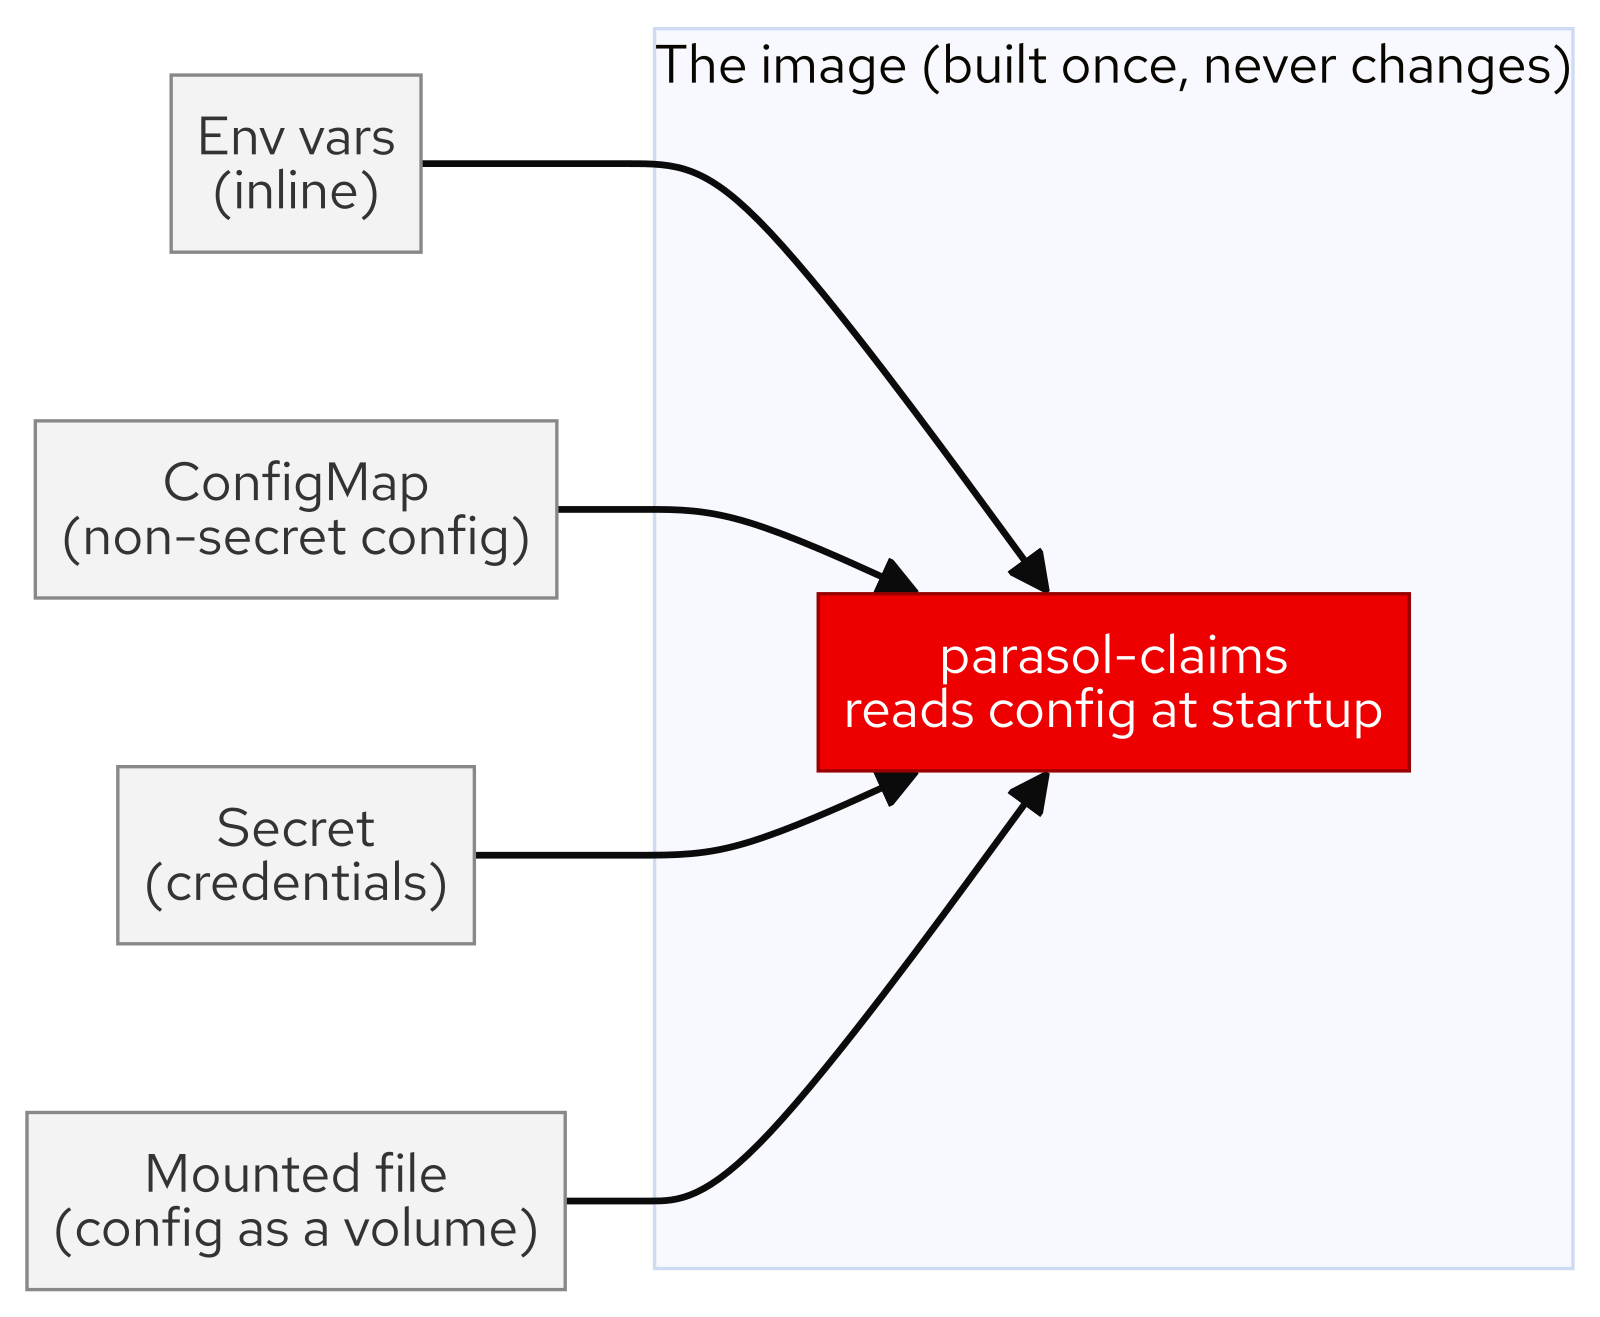 The image (built once, never changes)
Env vars
(inline)
ConfigMap
(non-secret config)
parasol-claims
reads config at startup
Secret
(credentials)
Mounted file
(config as a volume)